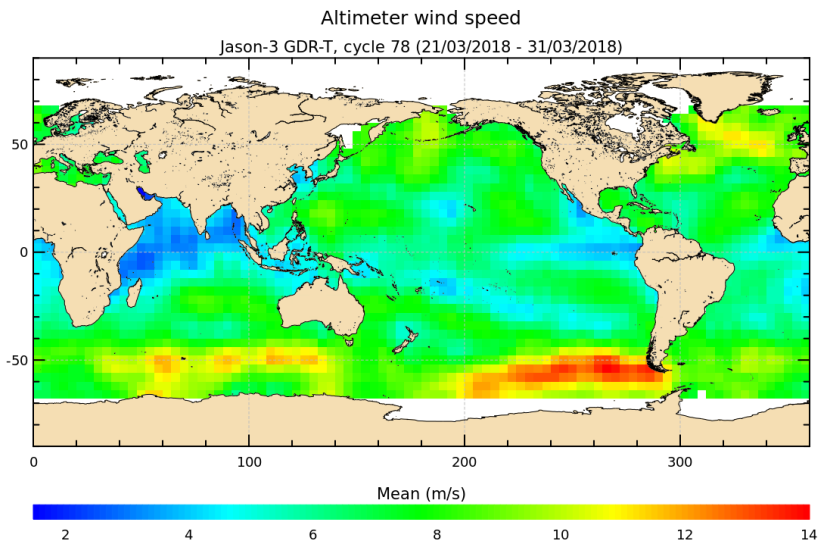 Altimeter wind speed
Jason-3 GDR-T, cycle 78 (21/03/2018 - 31/03/2018)
50
0
-50
0 100 200 300
Mean (m/s)
2 4 6 8 10 12 14